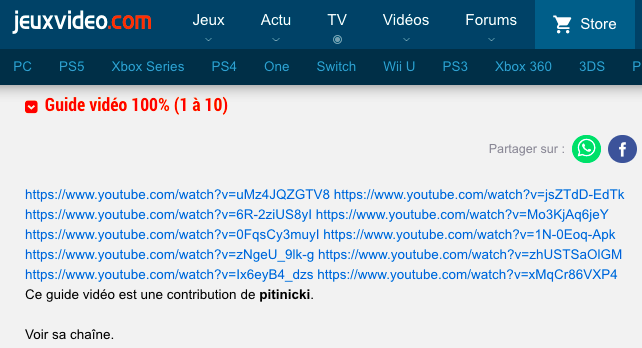 jeuxvideo.com Jeux Actu TV Vidéos Forums Store
PC PS5 Xbox Series PS4 One Switch Wii U PS3 Xbox 360 3DS P
Guide vidéo 100% (1 à 10)
Partager sur :
https://www.youtube.com/watch?v=uMz4JQZGTV8 https://www.youtube.com/watch?v=jsZTdD-EdTk
https://www.youtube.com/watch?v=6R-2ziUS8yI https://www.youtube.com/watch?v=Mo3KjAq6jeY
https://www.youtube.com/watch?v=0FqsCy3muyI https://www.youtube.com/watch?v=1N-0Eoq-Apk
https://www.youtube.com/watch?v=zNgeU_9lk-g https://www.youtube.com/watch?v=zhUSTSaOlGM
https://www.youtube.com/watch?v=Ix6eyB4_dzs https://www.youtube.com/watch?v=xMqCr86VXP4
Ce guide vidéo est une contribution de pitinicki.
Voir sa chaîne.